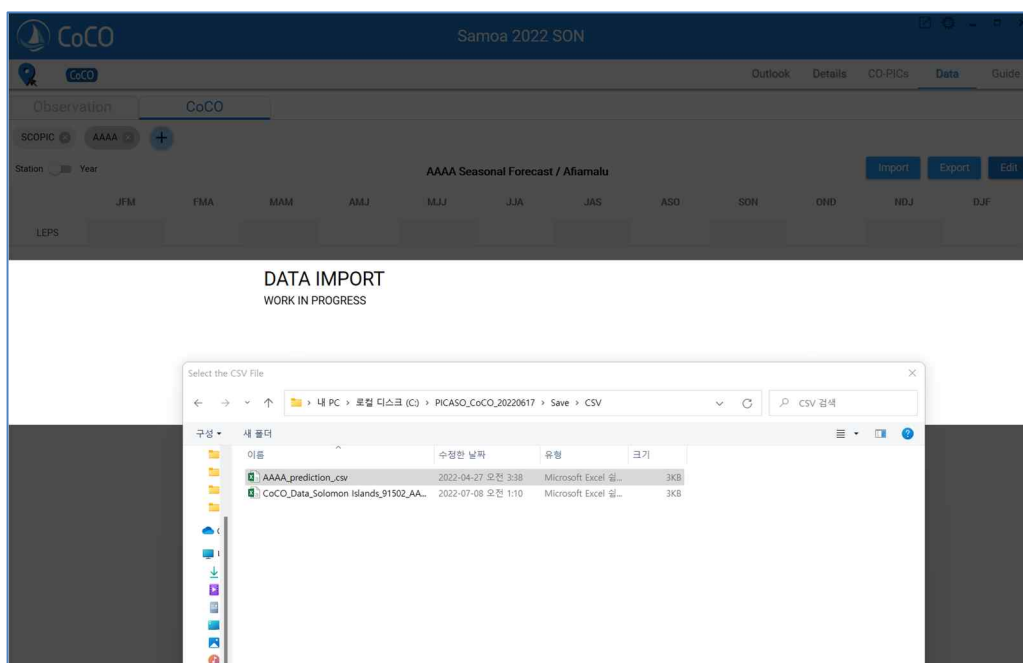 CoCO
Samoa 2022 SON
CoCO
Outlook Details CO-PICs Data Guide
Observation CoCO
SCOPIC AAAA
Station Year
AAAA Seasonal Forecast / Afiamalu
Import Export Edit
JFM FMA MAM AMJ MJJ JJA JAS ASO SON OND NDJ DJF
LEPS
DATA IMPORT
WORK IN PROGRESS
Select the CSV File
내 PC › 로컬 디스크 (C:) › PICASO_CoCO_20220617 › Save › CSV
CSV 검색
구성 새 폴더
이름 수정한 날짜 유형 크기
AAAA_prediction_csv 2022-04-27 오전 3:38 Microsoft Excel 쉼... 3KB
CoCO_Data_Solomon Islands_91502_AA... 2022-07-08 오전 1:10 Microsoft Excel 쉼... 3KB